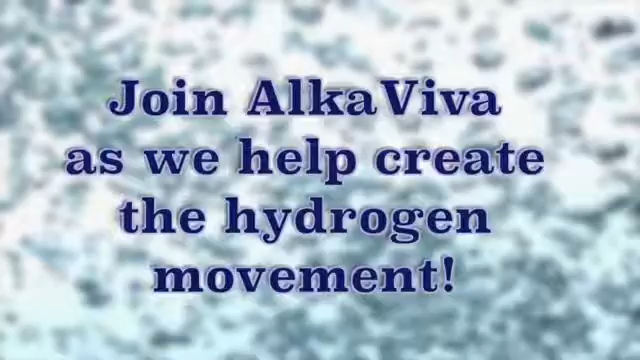 Join AlkaViva
as we help create
the hydrogen
movement!